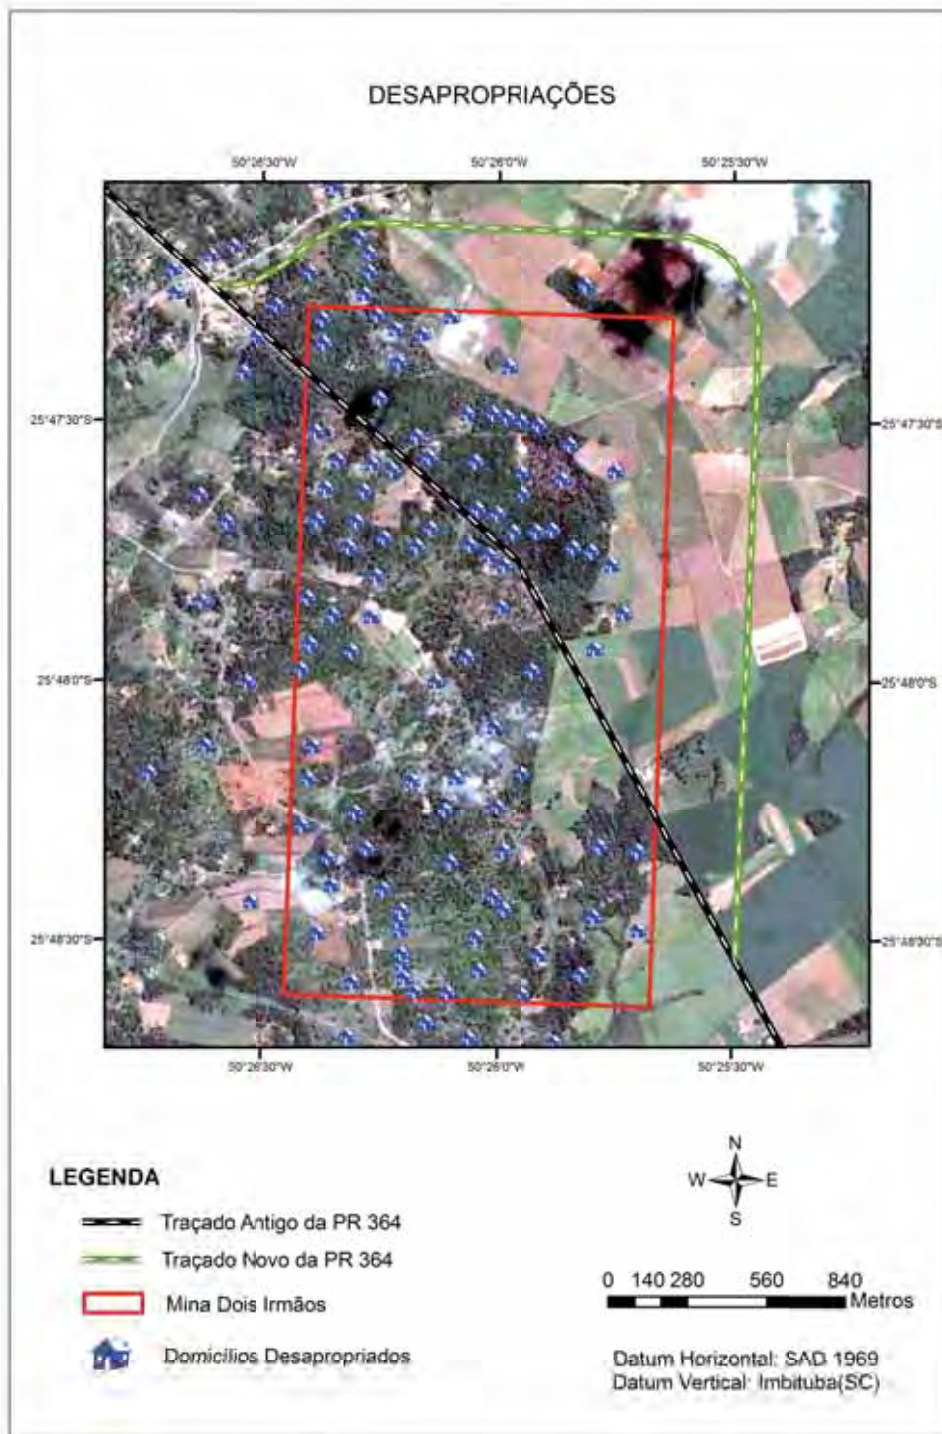 DESAPROPRIAÇÕES
50°26'30"W 50°26'0"W 50°25'30"W
25°47'30"S 25°47'30"S
25°48'0"S 25°48'0"S
25°48'30"S 25°48'30"S
50°26'30"W 50°26'0"W 50°25'30"W
N
W E
S
LEGENDA
Traçado Antigo da PR 364
Traçado Novo da PR 364
Mina Dois Irmãos
Domicílios Desapropriados
0 140 280 560 840
Metros
Datum Horizontal: SAD 1969
Datum Vertical: Imbituba(SC)